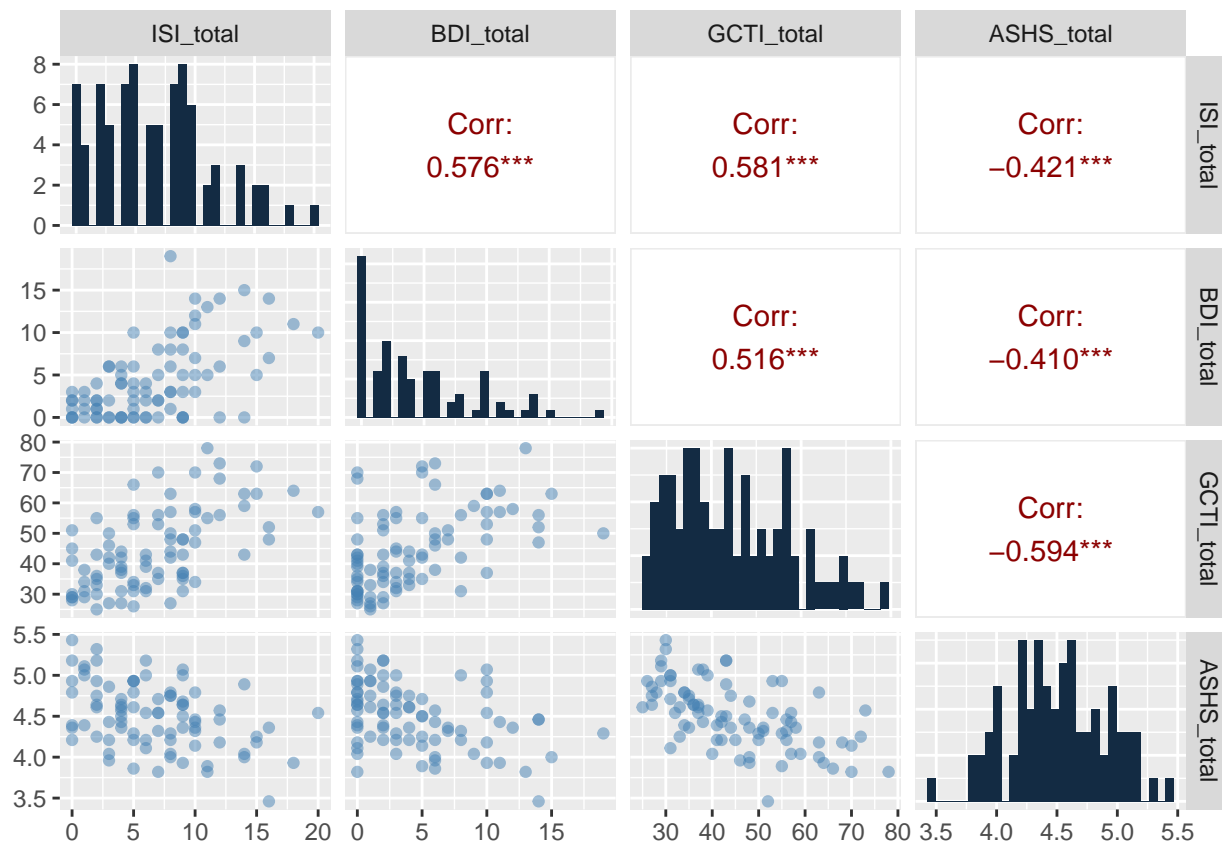 ISI_total
BDI_total
GCTI_total
ASHS_total
8
6
4
2
0
Corr:
0.576***
Corr:
0.581***
Corr:
−0.421***
ISI_total
15
10
5
0
Corr:
0.516***
Corr:
−0.410***
BDI_total
80
70
60
50
40
30
Corr:
−0.594***
GCTI_total
5.5
5.0
4.5
4.0
3.5
ASHS_total
0 5 10 15 20
0 5 10 15
30 40 50 60 70 80
3.5 4.0 4.5 5.0 5.5